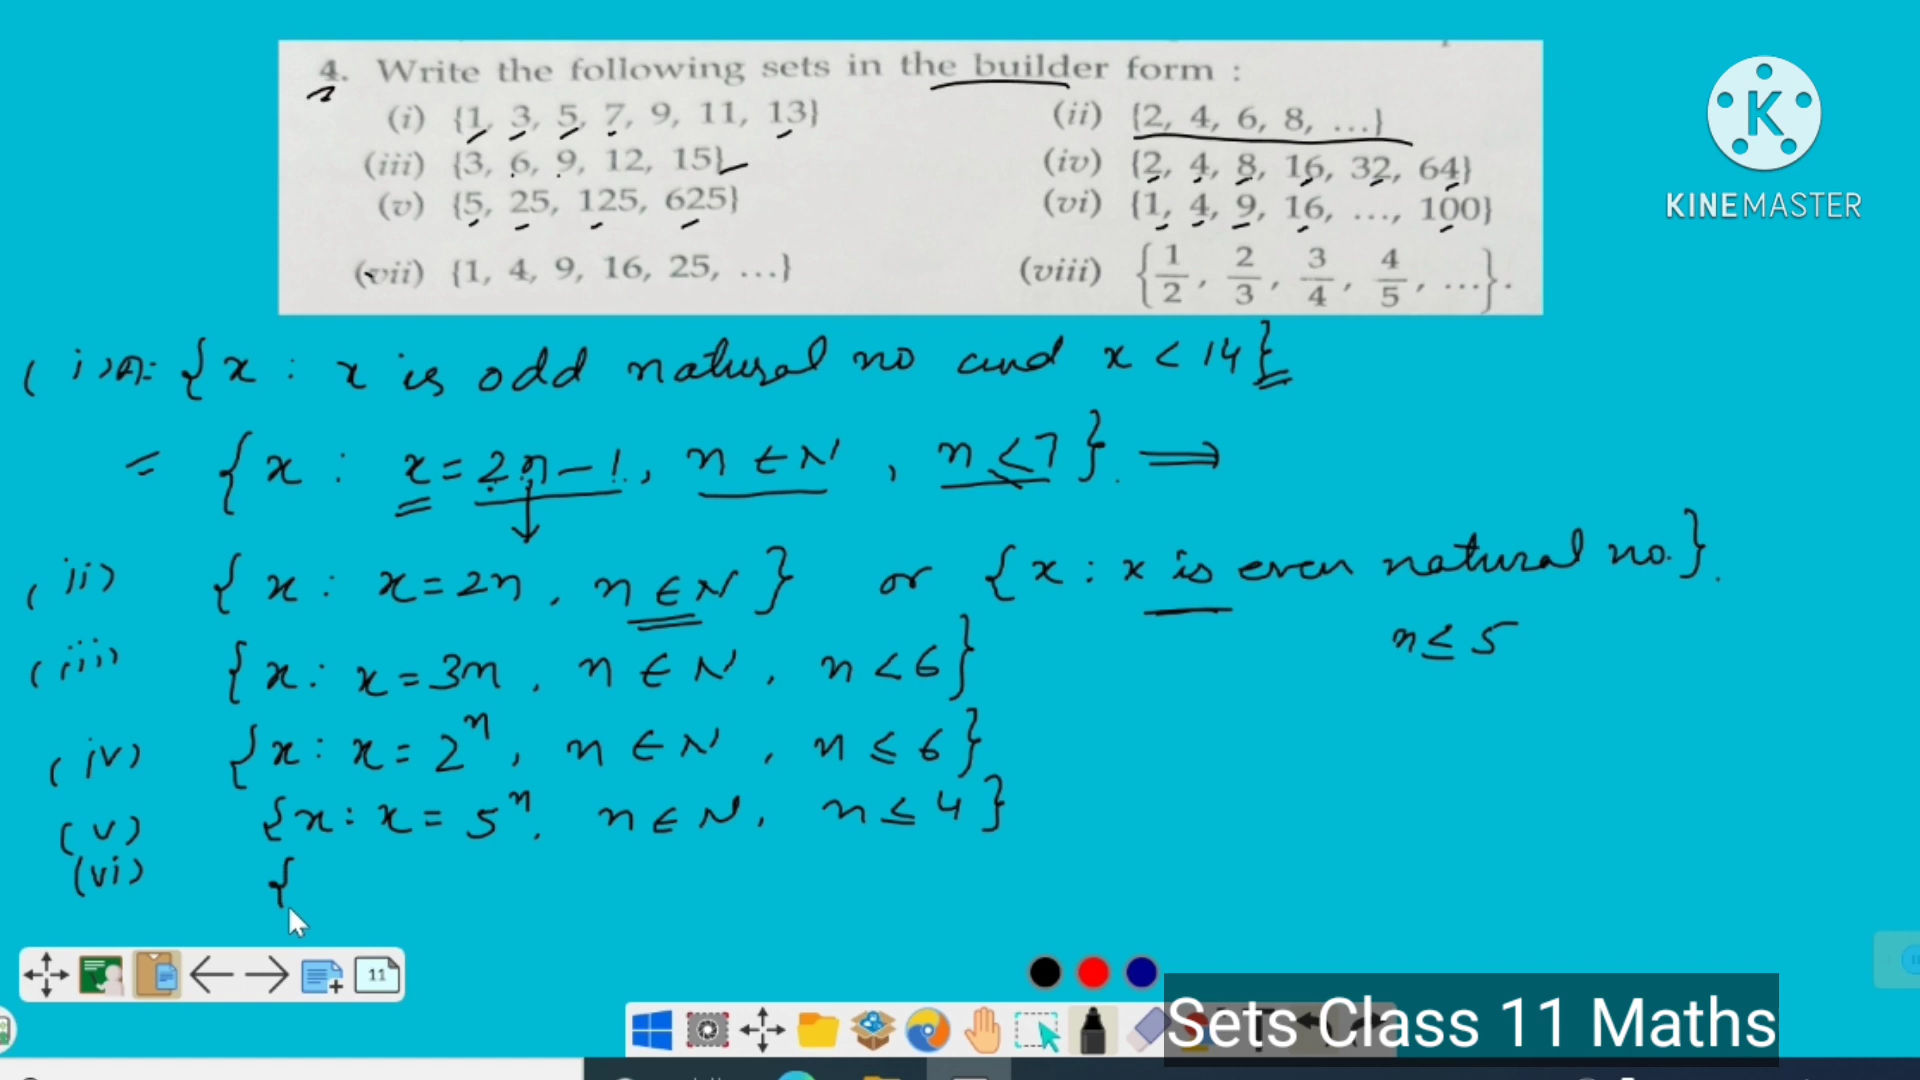 4. Write the following sets in the builder form :
(i) {1, 3, 5, 7, 9, 11, 13} (ii) {2, 4, 6, 8, ...}
(iii) {3, 6, 9, 12, 15} (iv) {2, 4, 8, 16, 32, 64}
(v) {5, 25, 125, 625} (vi) {1, 4, 9, 16, ..., 100}
(vii) {1, 4, 9, 16, 25, ...} (viii) {1/2, 2/3, 3/4, 4/5, ...}.
K
KINEMASTER
(i) A= {x : x is odd natural no and x < 14}
= {x : x = 2n-1, n ∈ N, n ≤ 7}. ⟹
(ii) {x : x = 2n, n ∈ N} or {x : x is even natural no.}.
n ≤ 5
(iii) {x : x = 3n, n ∈ N, n < 6}
(iv) {x : x = 2ⁿ, n ∈ N, n ≤ 6}
(v) {x : x = 5ⁿ, n ∈ N, n ≤ 4}
(vi) {
11
Sets Class 11 Maths